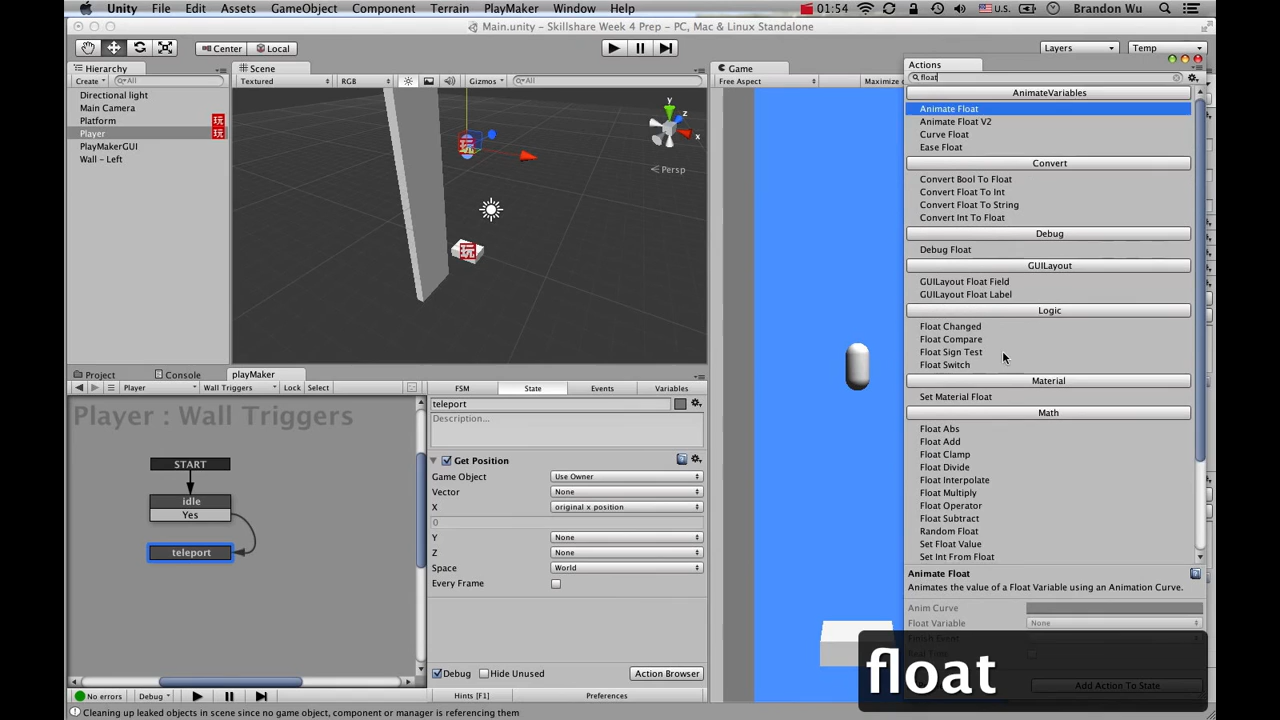 Unity File Edit Assets GameObject Component Terrain PlayMaker Window Help 01:54 U.S. Brandon Wu
Main.unity - Skillshare Week 4 Prep - PC, Mac & Linux Standalone
Center Local Layers Temp
Hierarchy
Create All
Directional light
Main Camera
Platform 玩
Player 玩
PlayMakerGUI
Wall - Left
Scene
Textured RGB Gizmos All
y
z
x
Persp
玩
玩
Game
Free Aspect Maximize
Actions
float
AnimateVariables
Animate Float
Animate Float V2
Curve Float
Ease Float
Convert
Convert Bool To Float
Convert Float To Int
Convert Float To String
Convert Int To Float
Debug
Debug Float
GUILayout
GUILayout Float Field
GUILayout Float Label
Logic
Float Changed
Float Compare
Float Sign Test
Float Switch
Material
Set Material Float
Math
Float Abs
Float Add
Float Clamp
Float Divide
Float Interpolate
Float Multiply
Float Operator
Float Subtract
Random Float
Set Float Value
Set Int From Float
Animate Float
Animates the value of a Float Variable using an Animation Curve.
Anim Curve
Float Variable None
Finish Event
Real Time
Add Action To State
float
Project Console playMaker
Player Wall Triggers Lock Select
Player : Wall Triggers
START
idle
Yes
teleport
FSM State Events Variables
teleport
Description...
Get Position
Game Object Use Owner
Vector None
X original x position
0
Y None
Z None
Space World
Every Frame
Debug Hide Unused Action Browser
No errors Debug Hints [F1] Preferences
Cleaning up leaked objects in scene since no game object, component or manager is referencing them